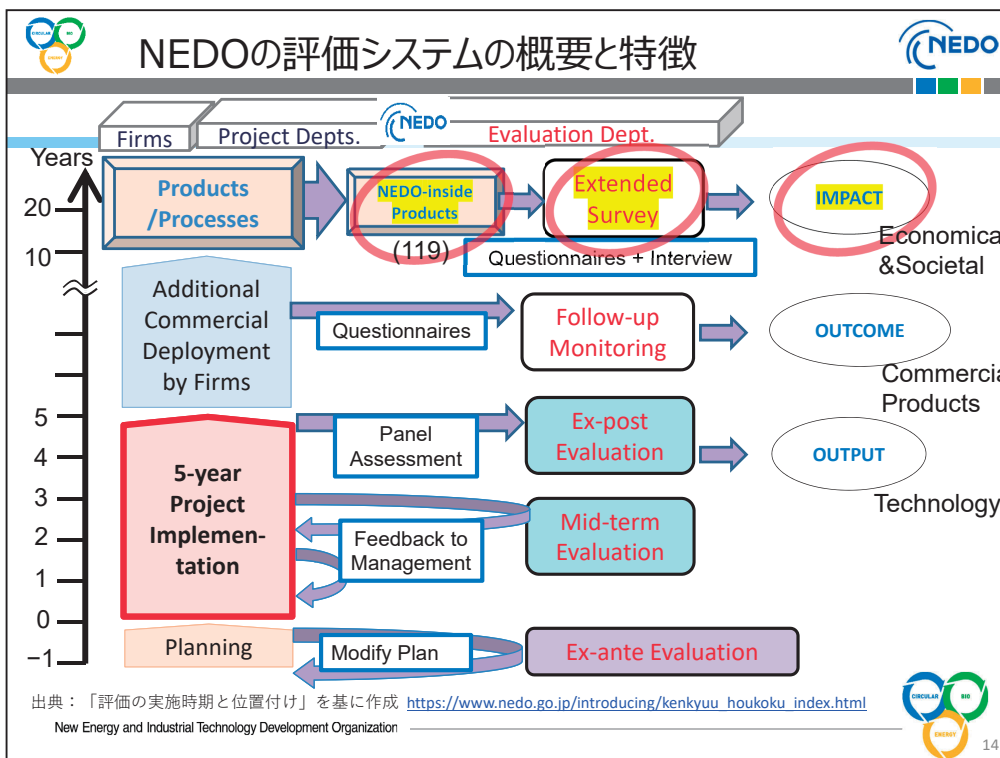 CIRCULAR
BIO
ENERGY
NEDOの評価システムの概要と特徴
NEDO
Firms
Project Depts.
NEDO
Evaluation Dept.
Years
20
10
5
4
3
2
1
0
−1
Products
/Processes
NEDO-inside
Products
(119)
Extended
Survey
Questionnaires + Interview
IMPACT
Economica
&Societal
Additional
Commercial
Deployment
by Firms
Questionnaires
Follow-up
Monitoring
OUTCOME
Commercia
Products
5-year
Project
Implemen-
tation
Panel
Assessment
Ex-post
Evaluation
OUTPUT
Technology
Feedback to
Management
Mid-term
Evaluation
Planning
Modify Plan
Ex-ante Evaluation
出典：「評価の実施時期と位置付け」を基に作成 https://www.nedo.go.jp/introducing/kenkyuu_houkoku_index.html
New Energy and Industrial Technology Development Organization
CIRCULAR
BIO
ENERGY
14